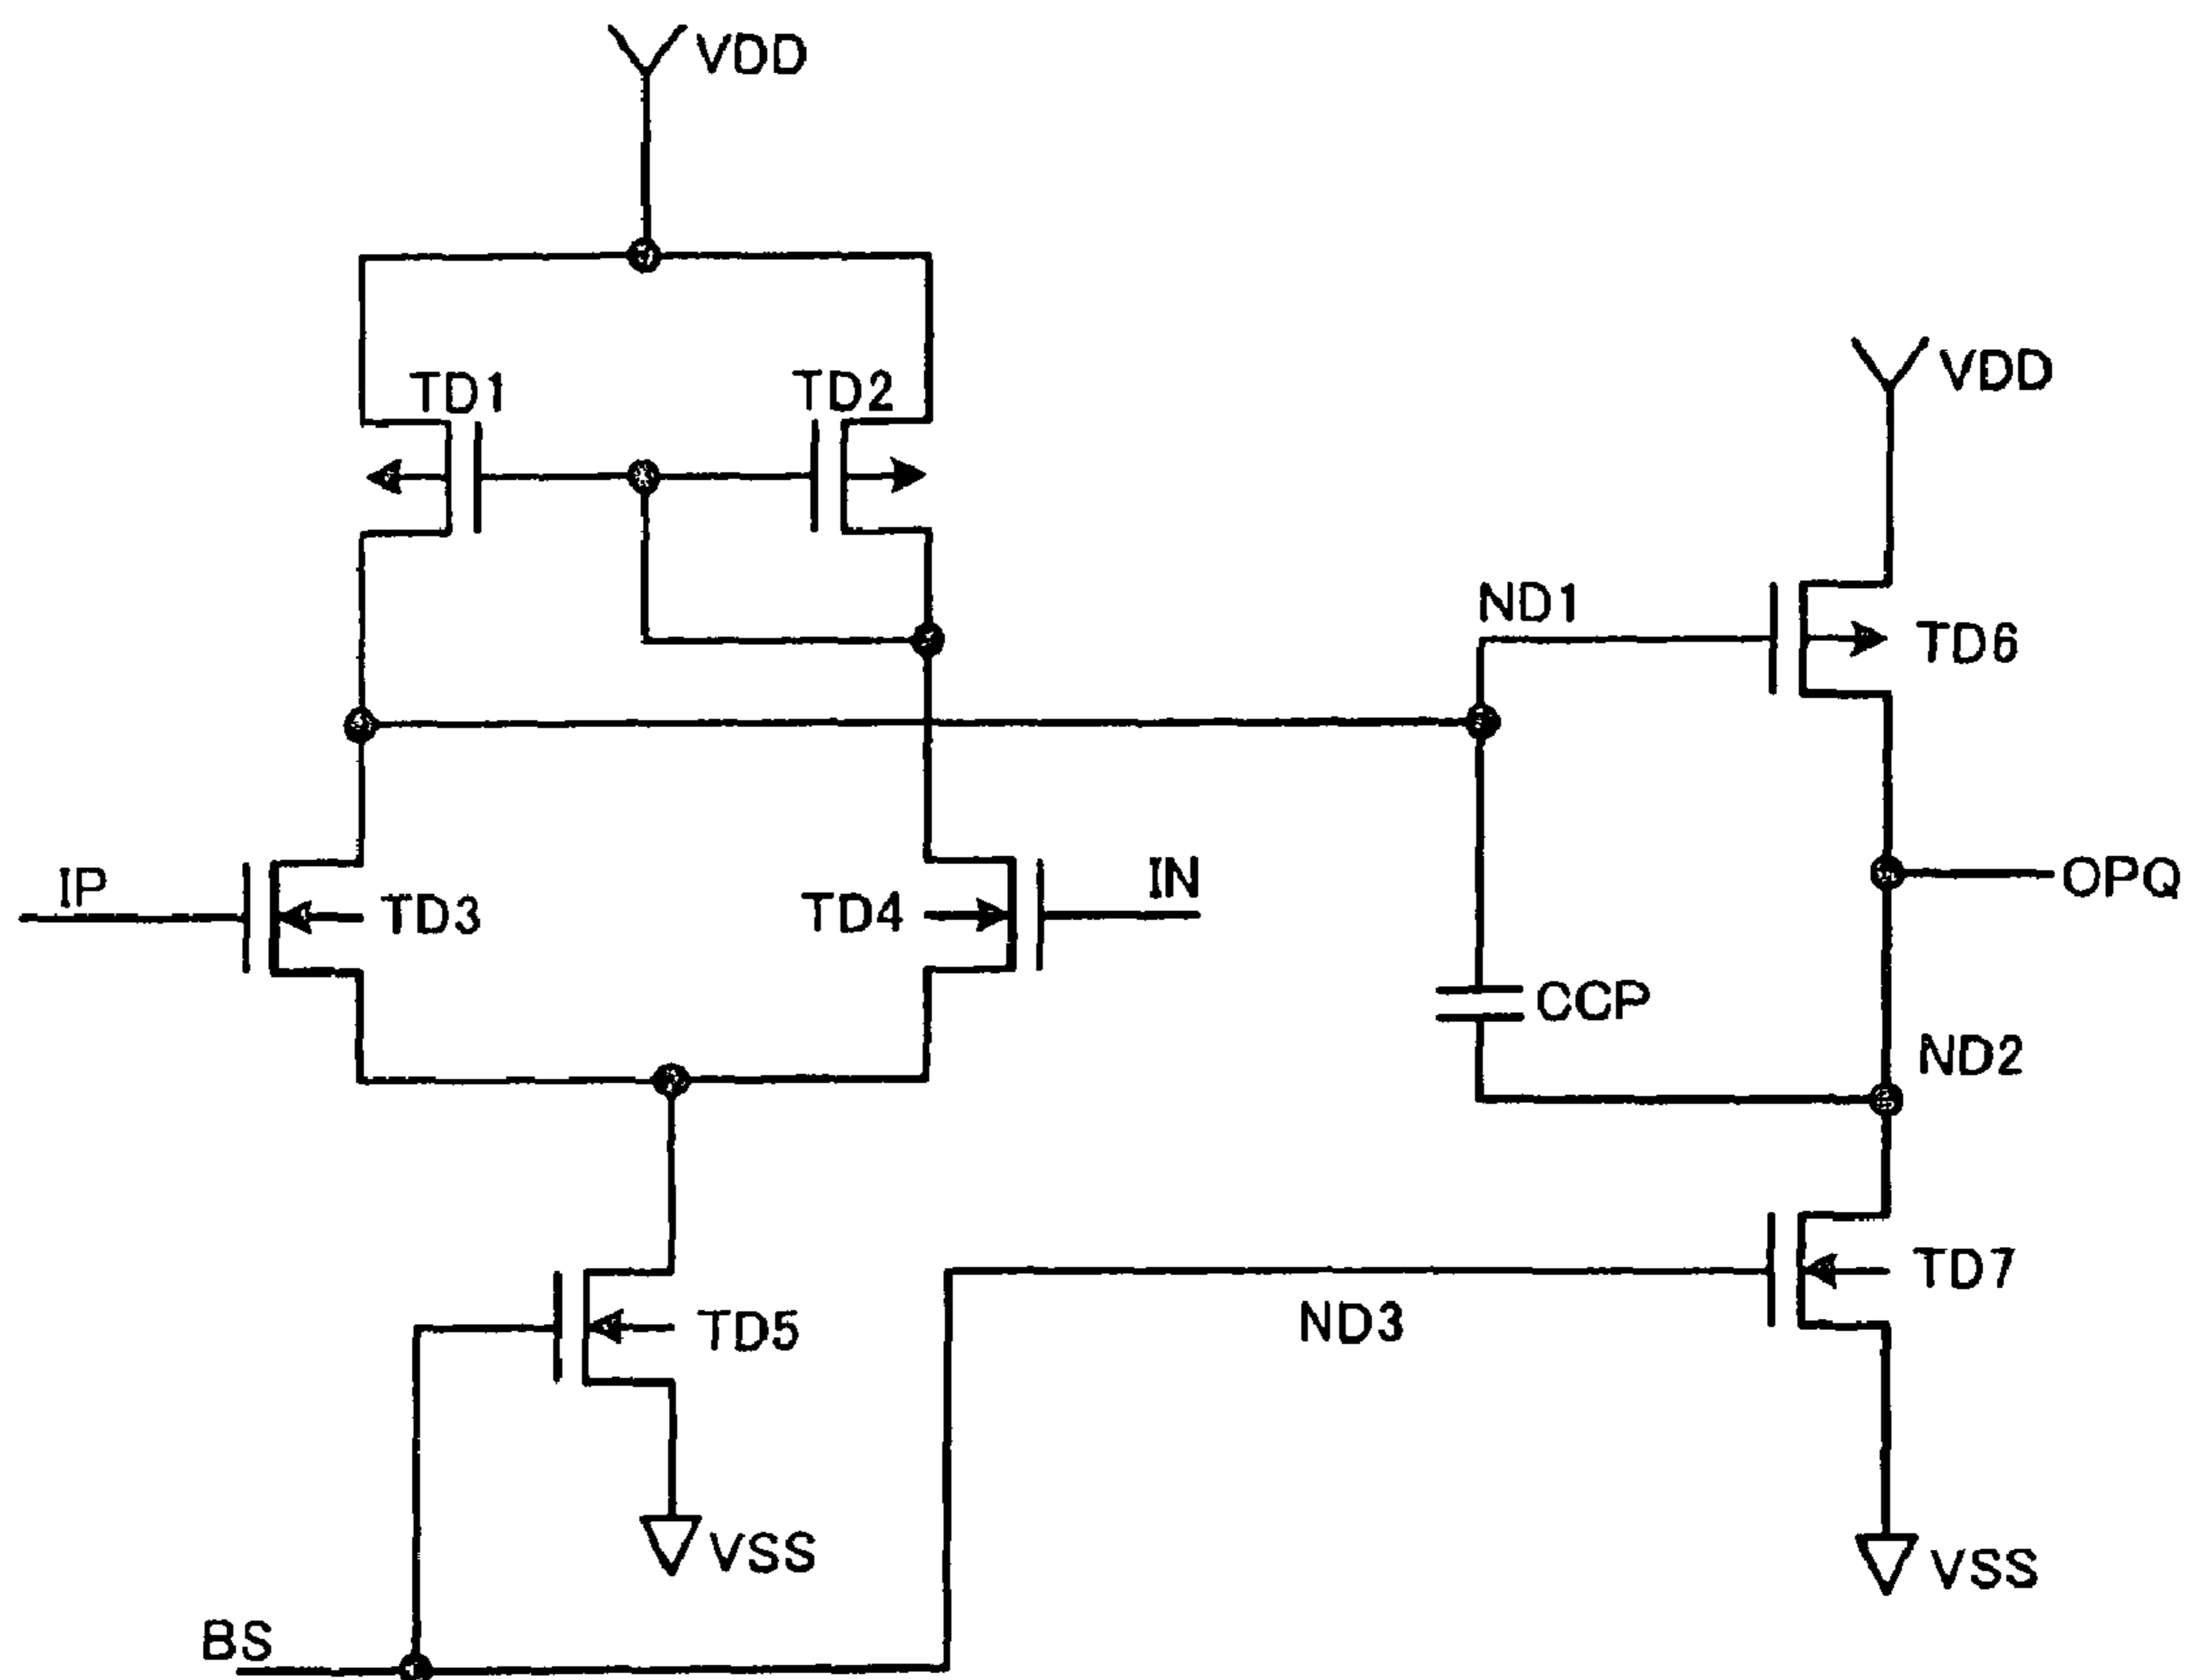 VDD
TD1
TD2
VDD
ND1
TD6
IP
TD3
TD4
IN
OPQ
CCP
ND2
TD5
ND3
TD7
VSS
VSS
BS